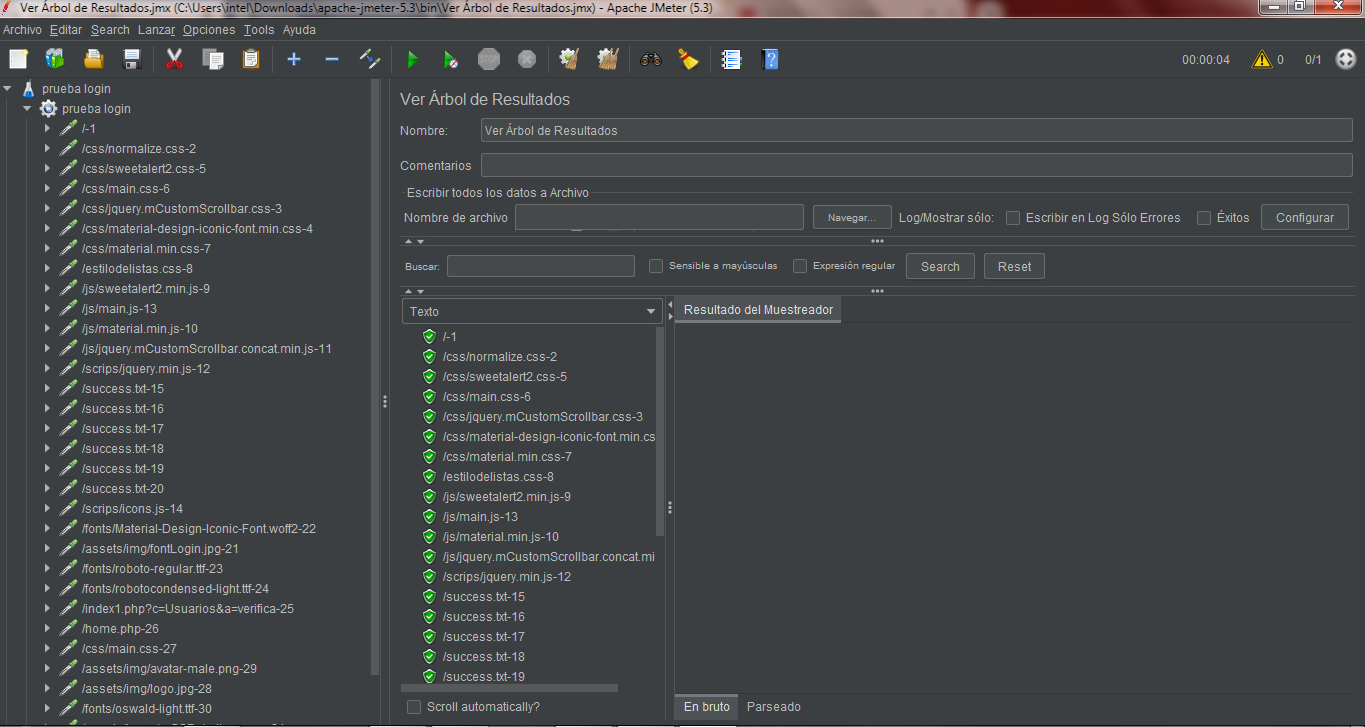 Ver Árbol de Resultados.jmx (C:\Users\intel\Downloads\apache-jmeter-5.3\bin\Ver Árbol de Resultados.jmx) - Apache JMeter (5.3)
Archivo Editar Search Lanzar Opciones Tools Ayuda
STOP
00:00:04 0 0/1
prueba login
prueba login
/-1
/css/normalize.css-2
/css/sweetalert2.css-5
/css/main.css-6
/css/jquery.mCustomScrollbar.css-3
/css/material-design-iconic-font.min.css-4
/css/material.min.css-7
/estilodelistas.css-8
/js/sweetalert2.min.js-9
/js/main.js-13
/js/material.min.js-10
/js/jquery.mCustomScrollbar.concat.min.js-11
/scrips/jquery.min.js-12
/success.txt-15
/success.txt-16
/success.txt-17
/success.txt-18
/success.txt-19
/success.txt-20
/scrips/icons.js-14
/fonts/Material-Design-Iconic-Font.woff2-22
/assets/img/fontLogin.jpg-21
/fonts/roboto-regular.ttf-23
/fonts/robotocondensed-light.ttf-24
/index1.php?c=Usuarios&a=verifica-25
/home.php-26
/css/main.css-27
/assets/img/avatar-male.png-29
/assets/img/logo.jpg-28
/fonts/oswald-light.ttf-30
Ver Árbol de Resultados
Nombre: Ver Árbol de Resultados
Comentarios
Escribir todos los datos a Archivo
Nombre de archivo Navegar... Log/Mostrar sólo: Escribir en Log Sólo Errores Éxitos Configurar
Buscar: Sensible a mayúsculas Expresión regular Search Reset
Texto
/-1
/css/normalize.css-2
/css/sweetalert2.css-5
/css/main.css-6
/css/jquery.mCustomScrollbar.css-3
/css/material-design-iconic-font.min.cs
/css/material.min.css-7
/estilodelistas.css-8
/js/sweetalert2.min.js-9
/js/main.js-13
/js/material.min.js-10
/js/jquery.mCustomScrollbar.concat.mi
/scrips/jquery.min.js-12
/success.txt-15
/success.txt-16
/success.txt-17
/success.txt-18
/success.txt-19
Scroll automatically?
Resultado del Muestreador
En bruto Parseado